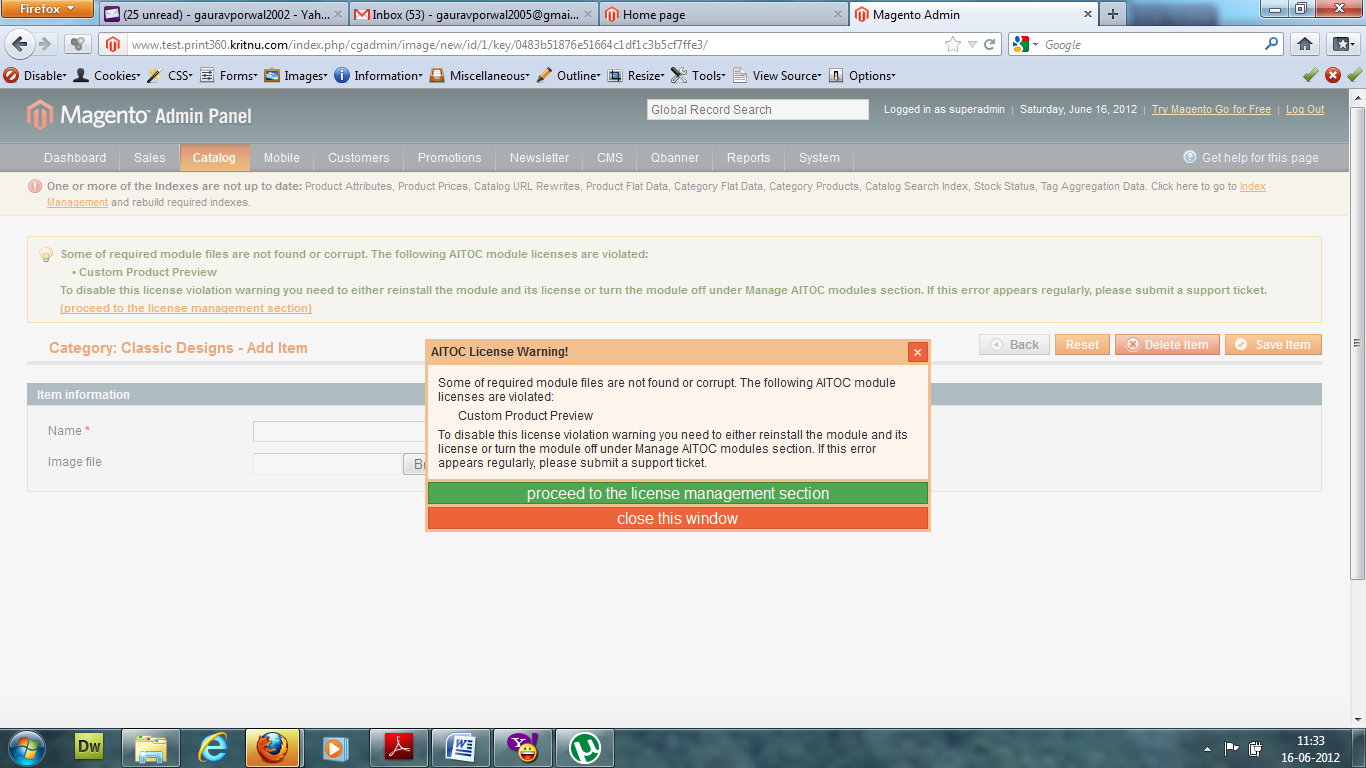 Firefox
(25 unread) - gauravporwal2002 - Yah...
Inbox (53) - gauravporwal2005@gmai...
Home page
Magento Admin
www.test.print360.kritnu.com/index.php/cgadmin/image/new/id/1/key/0483b51876e51664c1df1c3b5cf7ffe3/
Google
Disable
Cookies
CSS
Forms
Images
Information
Miscellaneous
Outline
Resize
Tools
View Source
Options
Magento™ Admin Panel
Global Record Search
Logged in as superadmin | Saturday, June 16, 2012 | Try Magento Go for Free | Log Out
Dashboard
Sales
Catalog
Mobile
Customers
Promotions
Newsletter
CMS
Qbanner
Reports
System
Get help for this page
One or more of the Indexes are not up to date: Product Attributes, Product Prices, Catalog URL Rewrites, Product Flat Data, Category Flat Data, Category Products, Catalog Search Index, Stock Status, Tag Aggregation Data. Click here to go to Index
Management and rebuild required indexes.
Some of required module files are not found or corrupt. The following AITOC module licenses are violated:
• Custom Product Preview
To disable this license violation warning you need to either reinstall the module and its license or turn the module off under Manage AITOC modules section. If this error appears regularly, please submit a support ticket.
(proceed to the license management section)
Category: Classic Designs - Add Item
Back
Reset
Delete Item
Save Item
Item information
Name *
Image file
AITOC License Warning!
Some of required module files are not found or corrupt. The following AITOC module
licenses are violated:
Custom Product Preview
To disable this license violation warning you need to either reinstall the module and its
license or turn the module off under Manage AITOC modules section. If this error
appears regularly, please submit a support ticket.
proceed to the license management section
close this window
Dw
11:33
16-06-2012